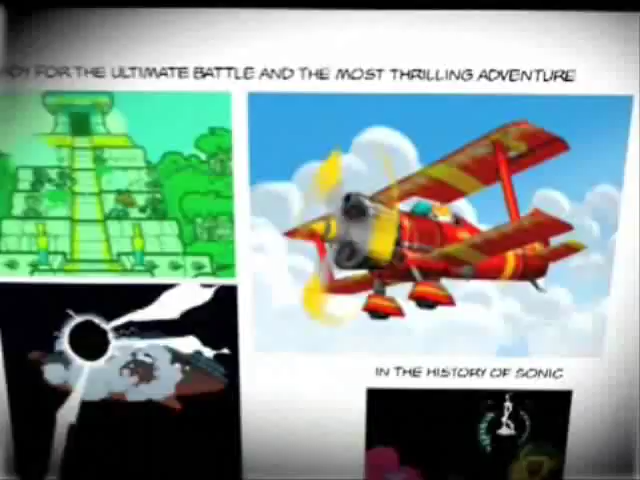 FOR THE ULTIMATE BATTLE AND THE MOST THRILLING ADVENTURE
IN THE HISTORY OF SONIC